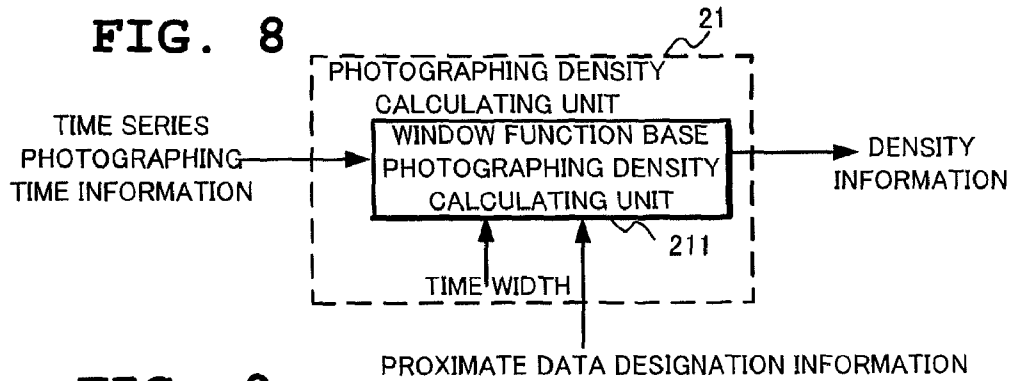 FIG. 8
21
PHOTOGRAPHING DENSITY
CALCULATING UNIT
TIME SERIES
PHOTOGRAPHING
TIME INFORMATION
WINDOW FUNCTION BASE
PHOTOGRAPHING DENSITY
CALCULATING UNIT
DENSITY
INFORMATION
211
TIME WIDTH
PROXIMATE DATA DESIGNATION INFORMATION